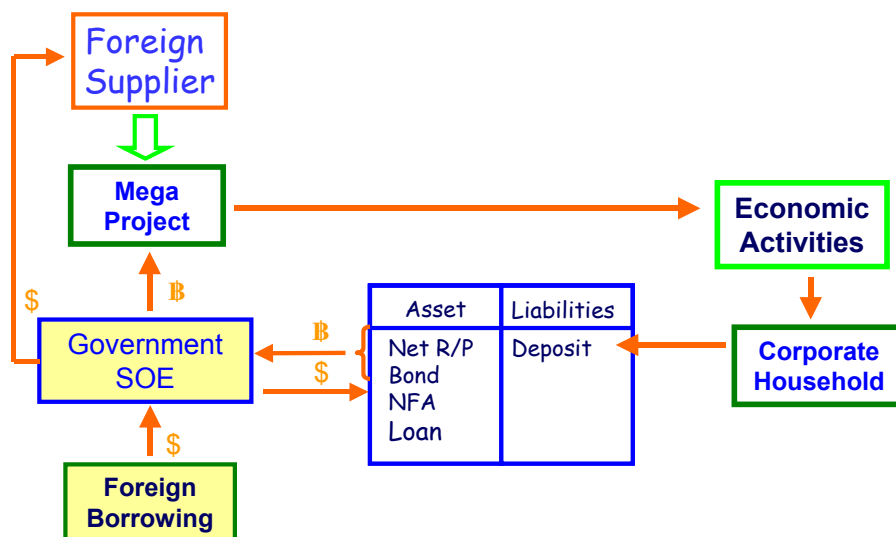 Foreign
Supplier
Mega
Project
Economic
Activities
$
฿
Government
SOE
฿
$
Asset
Liabilities
Net R/P
Deposit
Bond
NFA
Loan
Corporate
Household
$
Foreign
Borrowing